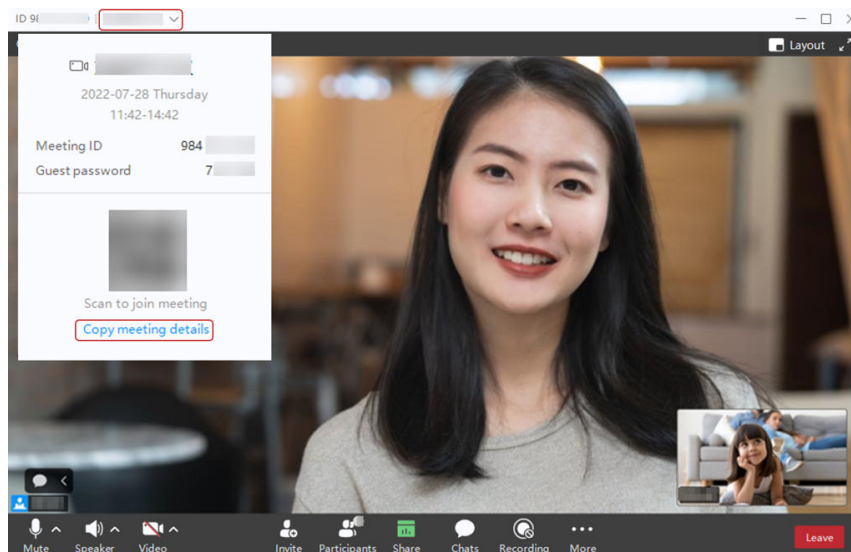 ID 98
Layout
2022-07-28 Thursday
11:42-14:42
Meeting ID 984
Guest password 7
Scan to join meeting
Copy meeting details
Mute Speaker Video Invite Participants Share Chats Recording More Leave